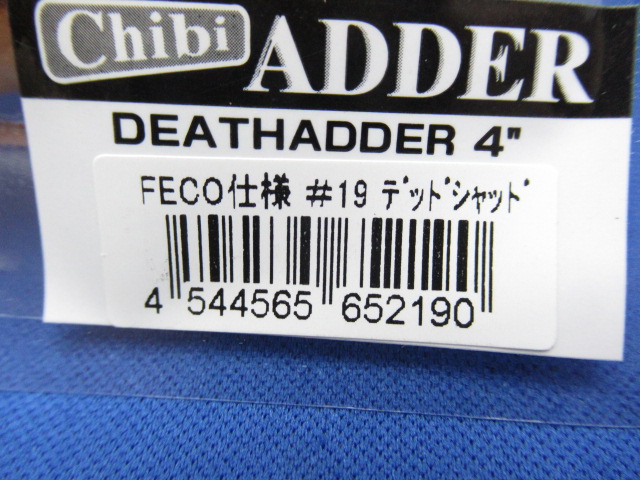 Chibi ADDER
DEATHADDER 4"
FECO仕様 #19 ﾃﾞｯﾄﾞｼｬｯﾄﾞ
4 544565 652190